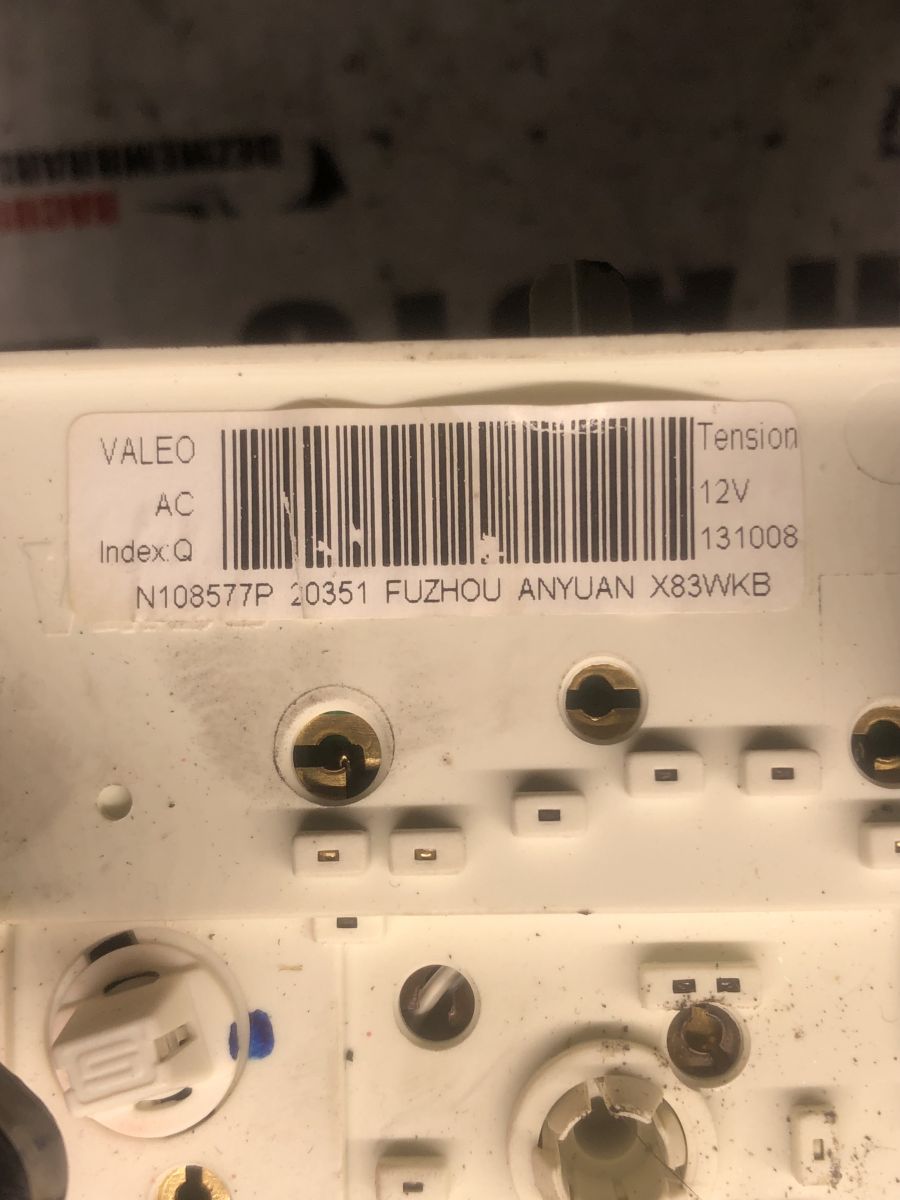 VALEO
AC
Index:Q
Tension
12V
131008
N108577P 20351 FUZHOU ANYUAN X83WKB